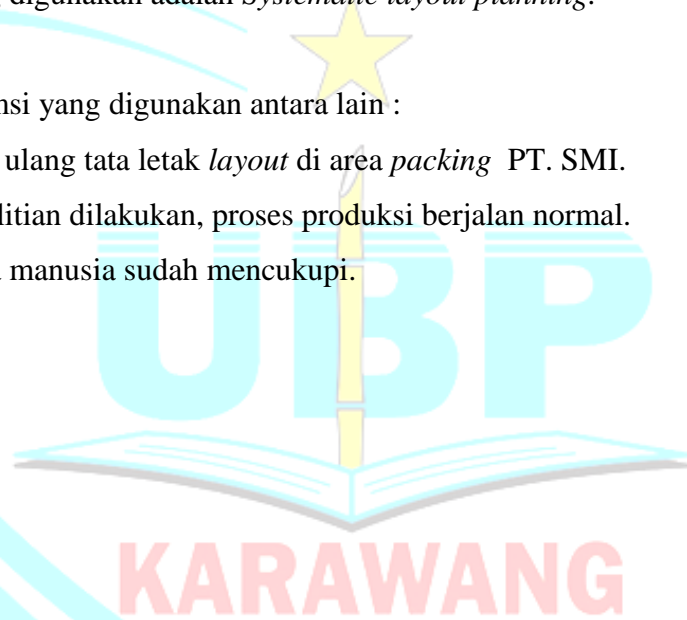 digunakan adalah Systematic layout planning.
nsi yang digunakan antara lain :
ulang tata letak layout di area packing PT. SMI.
litian dilakukan, proses produksi berjalan normal.
manusia sudah mencukupi.
UBP
KARAWANG